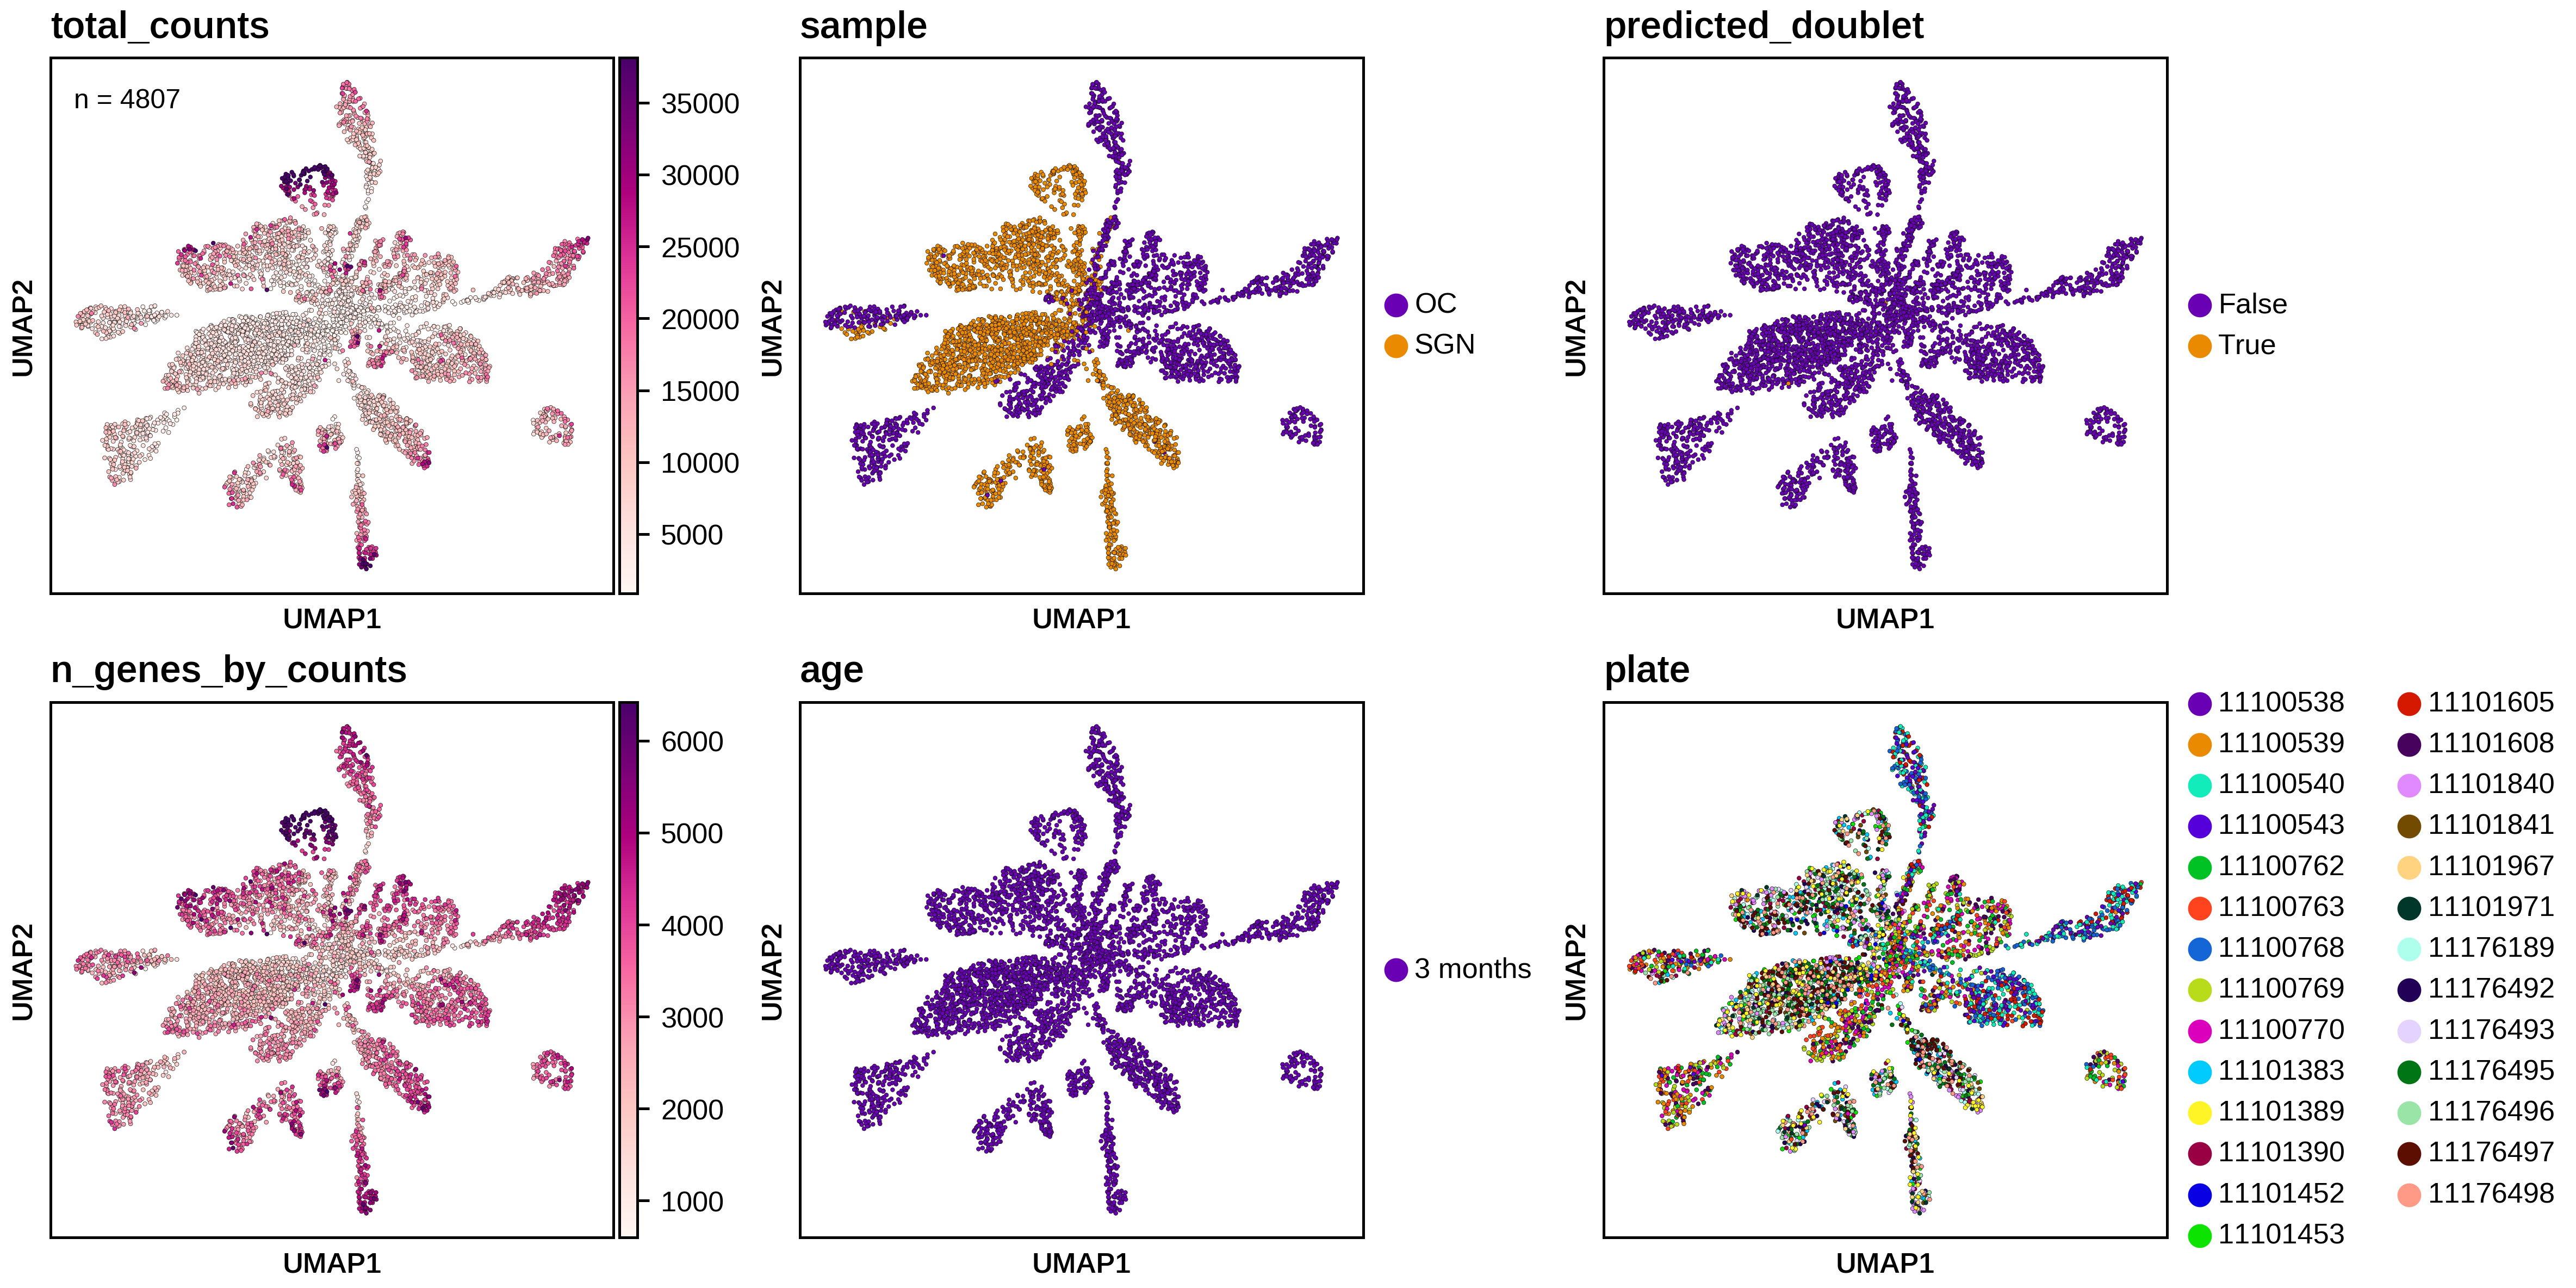 total_counts
n = 4807
35000
30000
25000
20000
15000
10000
5000
UMAP2
UMAP1
sample
OC
SGN
UMAP2
UMAP1
predicted_doublet
False
True
UMAP2
UMAP1
n_genes_by_counts
6000
5000
4000
3000
2000
1000
UMAP2
UMAP1
age
3 months
UMAP2
UMAP1
plate
11100538
11100539
11100540
11100543
11100762
11100763
11100768
11100769
11100770
11101383
11101389
11101390
11101452
11101453
11101605
11101608
11101840
11101841
11101967
11101971
11176189
11176492
11176493
11176495
11176496
11176497
11176498
UMAP2
UMAP1